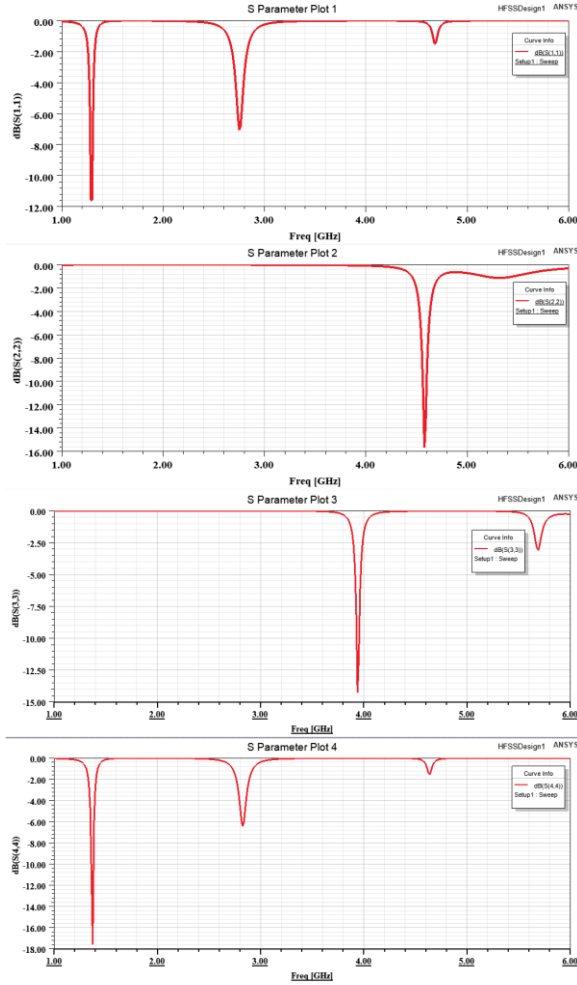 S Parameter Plot 1
HFSSDesign1 ANSYS
0.00
-2.00
-4.00
-6.00
-8.00
-10.00
-12.00
dB(S(1,1))
Curve Info
dB(S(1,1))
Setup1 : Sweep
1.00 2.00 3.00 4.00 5.00 6.00
Freq [GHz]
S Parameter Plot 2
HFSSDesign1 ANSYS
0.00
-2.00
-4.00
-6.00
-8.00
-10.00
-12.00
-14.00
-16.00
dB(S(2,2))
Curve Info
dB(S(2,2))
Setup1 : Sweep
1.00 2.00 3.00 4.00 5.00 6.00
Freq [GHz]
S Parameter Plot 3
HFSSDesign1 ANSYS
0.00
-2.50
-5.00
-7.50
-10.00
-12.50
-15.00
dB(S(3,3))
Curve Info
dB(S(3,3))
Setup1 : Sweep
1.00 2.00 3.00 4.00 5.00 6.00
Freq [GHz]
S Parameter Plot 4
HFSSDesign1 ANSYS
0.00
-2.00
-4.00
-6.00
-8.00
-10.00
-12.00
-14.00
-16.00
-18.00
dB(S(4,4))
Curve Info
dB(S(4,4))
Setup1 : Sweep
1.00 2.00 3.00 4.00 5.00 6.00
Freq [GHz]